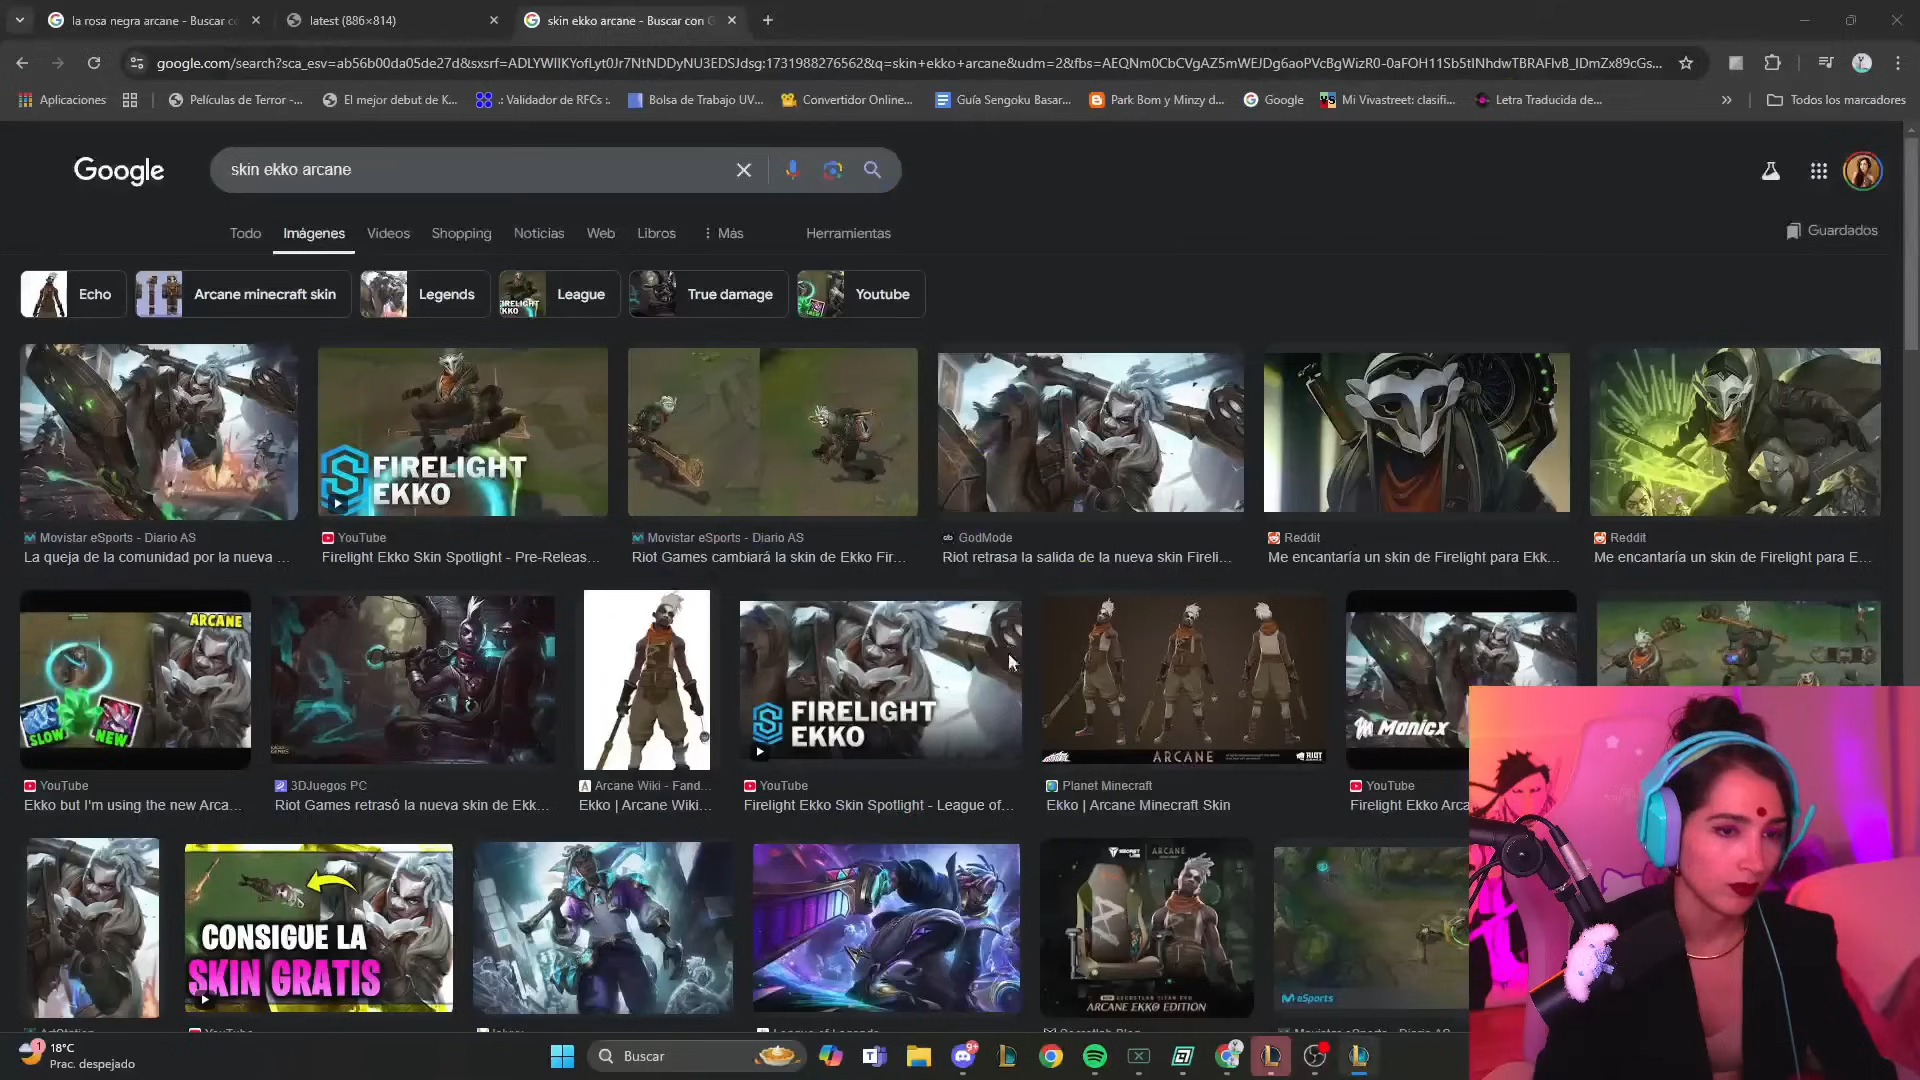 la rosa negra arcane - Buscar co
latest (886×814)
skin ekko arcane - Buscar con G
google.com/search?sca_esv=ab56b00da05de27d&sxsrf=ADLYWIIKYofLyt0Jr7NtNDDyNU3EDSJdsg:1731988276562&q=skin+ekko+arcane&udm=2&fbs=AEQNm0CbCVgAZ5mWEJDg6aoPVcBgWizR0-0aFOH11Sb5tlNhdwTBRAFlvB_IDmZx89cGs...
Aplicaciones
Películas de Terror -...
El mejor debut de K...
.: Validador de RFCs :.
Bolsa de Trabajo UV...
Convertidor Online...
Guía Sengoku Basar...
Park Bom y Minzy d...
Google
Mi Vivastreet: clasifi...
Letra Traducida de...
Todos los marcadores
Google
skin ekko arcane
Todo
Imágenes
Videos
Shopping
Noticias
Web
Libros
Más
Herramientas
Guardados
Echo
Arcane minecraft skin
Legends
League
True damage
Youtube
FIRELIGHT
EKKO
Movistar eSports - Diario AS
La queja de la comunidad por la nueva ...
YouTube
Firelight Ekko Skin Spotlight - Pre-Releas...
Movistar eSports - Diario AS
Riot Games cambiará la skin de Ekko Fir...
GodMode
Riot retrasa la salida de la nueva skin Fireli...
Reddit
Me encantaría un skin de Firelight para Ekk...
Reddit
Me encantaría un skin de Firelight para E...
ARCANE
SLOW
NEW
FIRELIGHT
EKKO
ARCANE
RIOT
Manicx
YouTube
Ekko but I'm using the new Arca...
3DJuegos PC
Riot Games retrasó la nueva skin de Ekk...
Arcane Wiki - Fand...
Ekko | Arcane Wiki...
YouTube
Firelight Ekko Skin Spotlight - League of...
Planet Minecraft
Ekko | Arcane Minecraft Skin
YouTube
Firelight Ekko Arca
CONSIGUE LA
SKIN GRATIS
ARCANE
ARCANE EKKO EDITION
eSports
18°C
Prac. despejado
Buscar